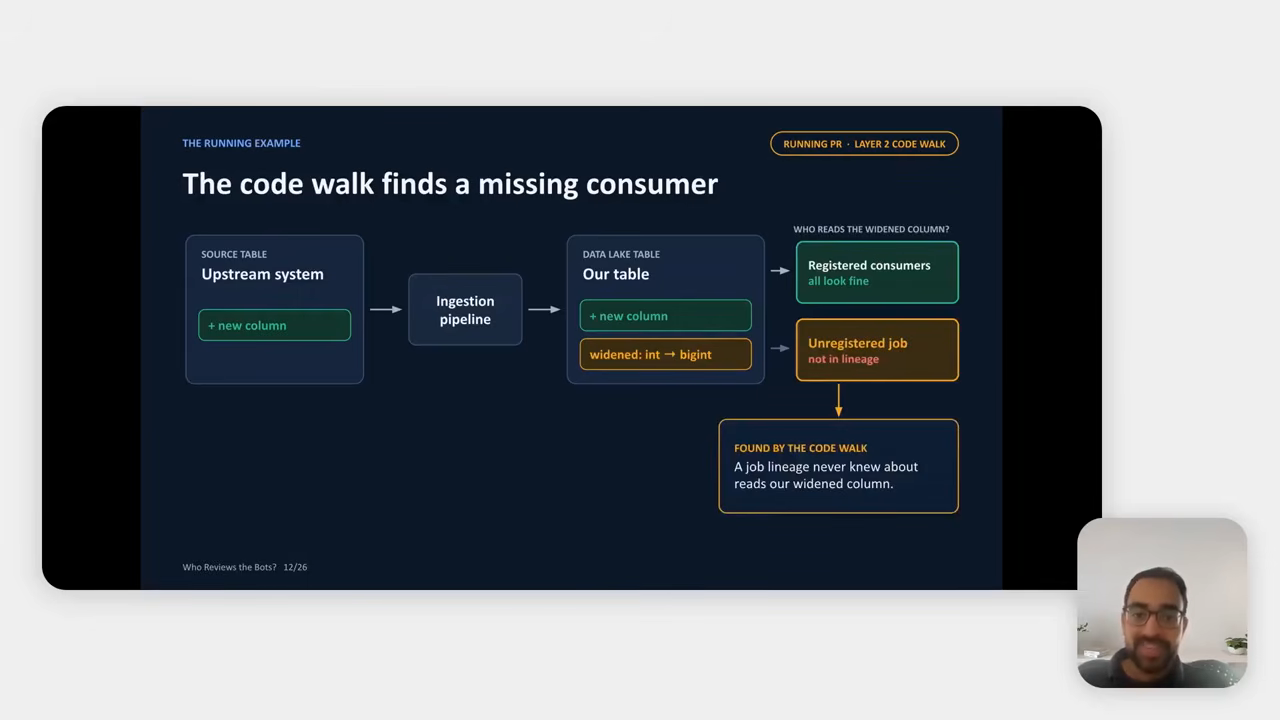 THE RUNNING EXAMPLE
RUNNING PR · LAYER 2 CODE WALK
The code walk finds a missing consumer
SOURCE TABLE
Upstream system
+ new column
Ingestion
pipeline
DATA LAKE TABLE
Our table
+ new column
widened: int → bigint
WHO READS THE WIDENED COLUMN?
Registered consumers
all look fine
Unregistered job
not in lineage
FOUND BY THE CODE WALK
A job lineage never knew about
reads our widened column.
Who Reviews the Bots? 12/26